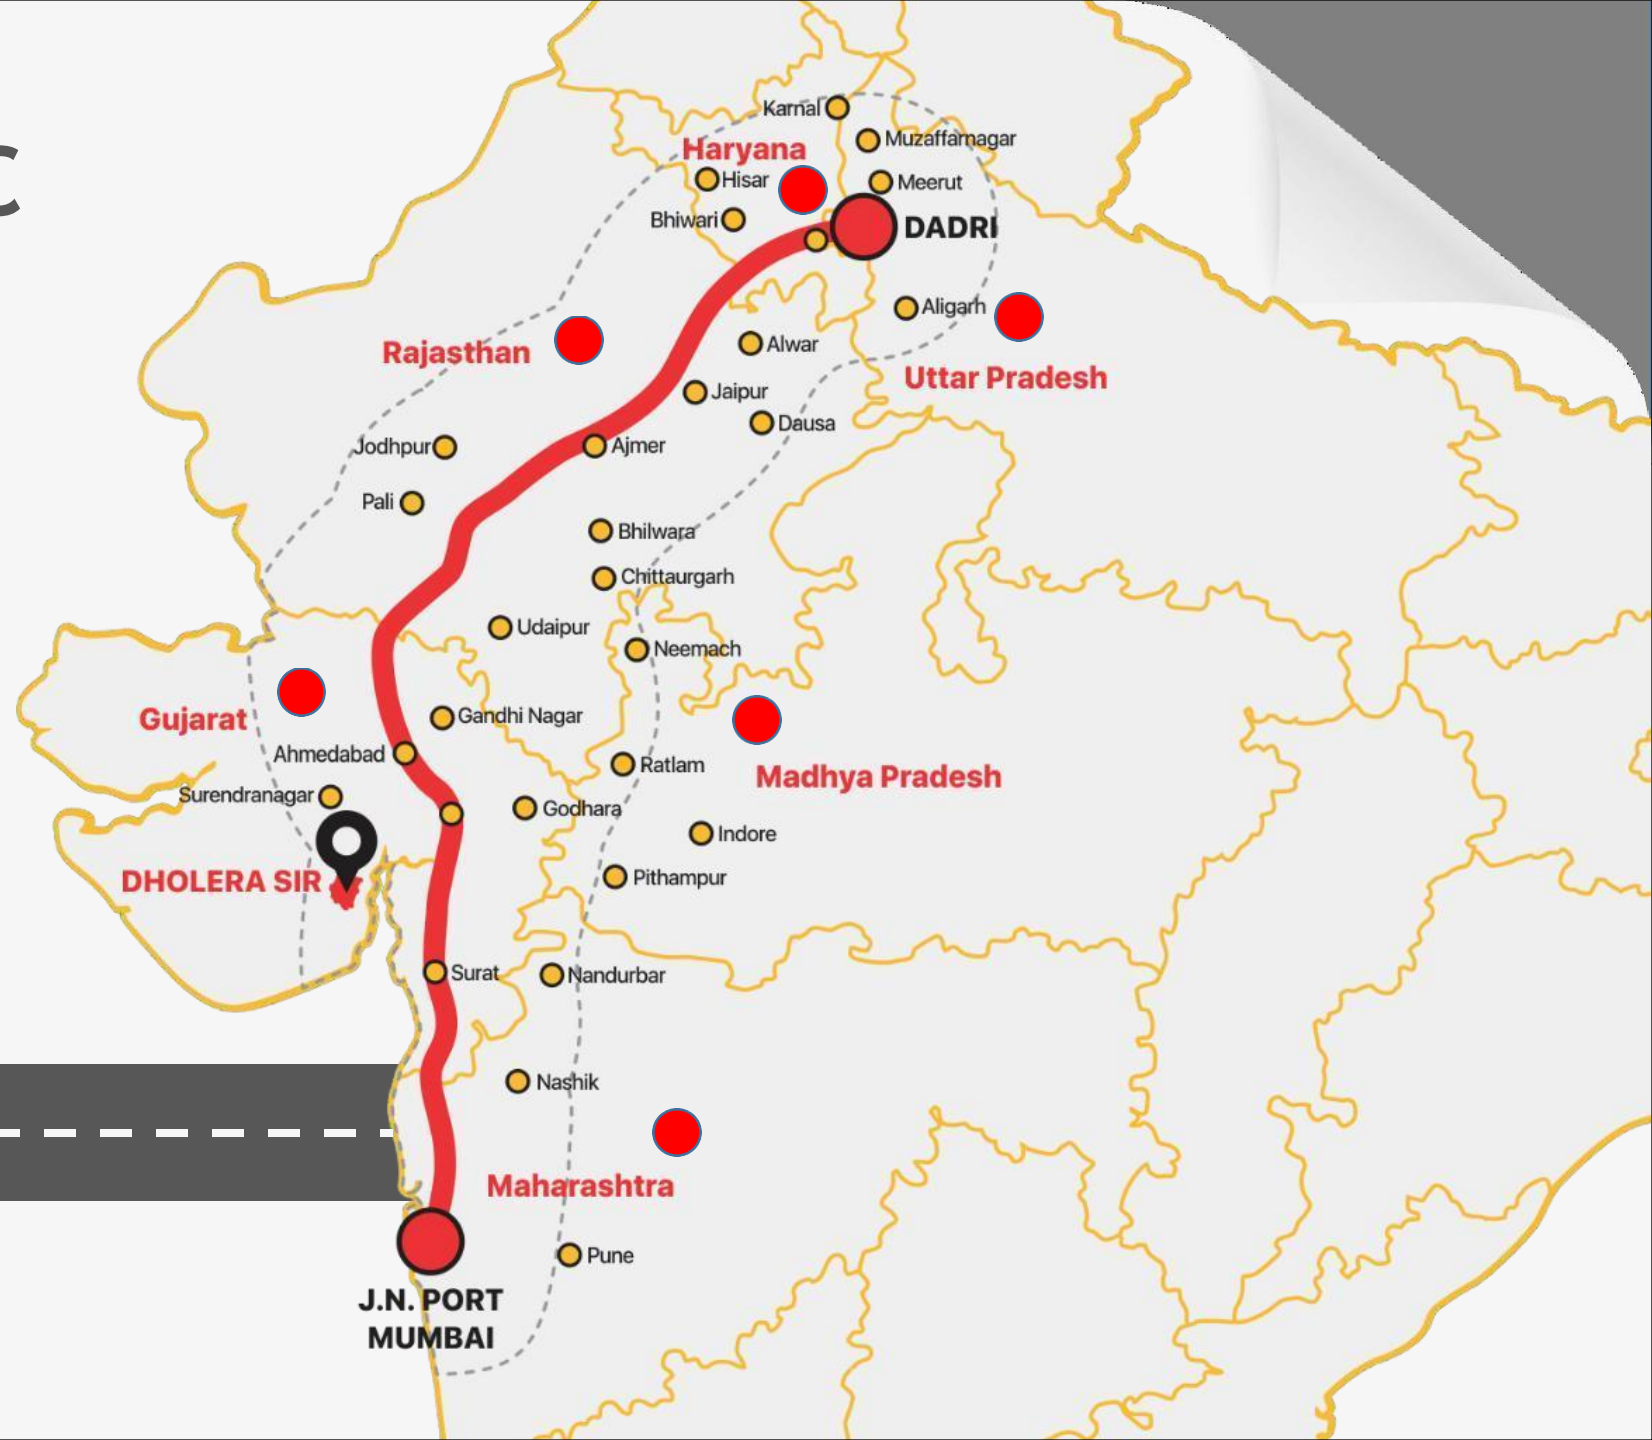 C
Karnal
Muzaffarnagar
Haryana
Hisar
Meerut
Bhiwari
DADRI
Aligarh
Alwar
Rajasthan
Uttar Pradesh
Jaipur
Dausa
Jodhpur
Ajmer
Pali
Bhilwara
Chittaurgarh
Udaipur
Neemach
Gandhi Nagar
Gujarat
Ahmedabad
Ratlam
Madhya Pradesh
Surendranagar
Godhara
Indore
DHOLERA SIR
Pithampur
Surat
Nandurbar
Nashik
Maharashtra
Pune
J.N. PORT
MUMBAI